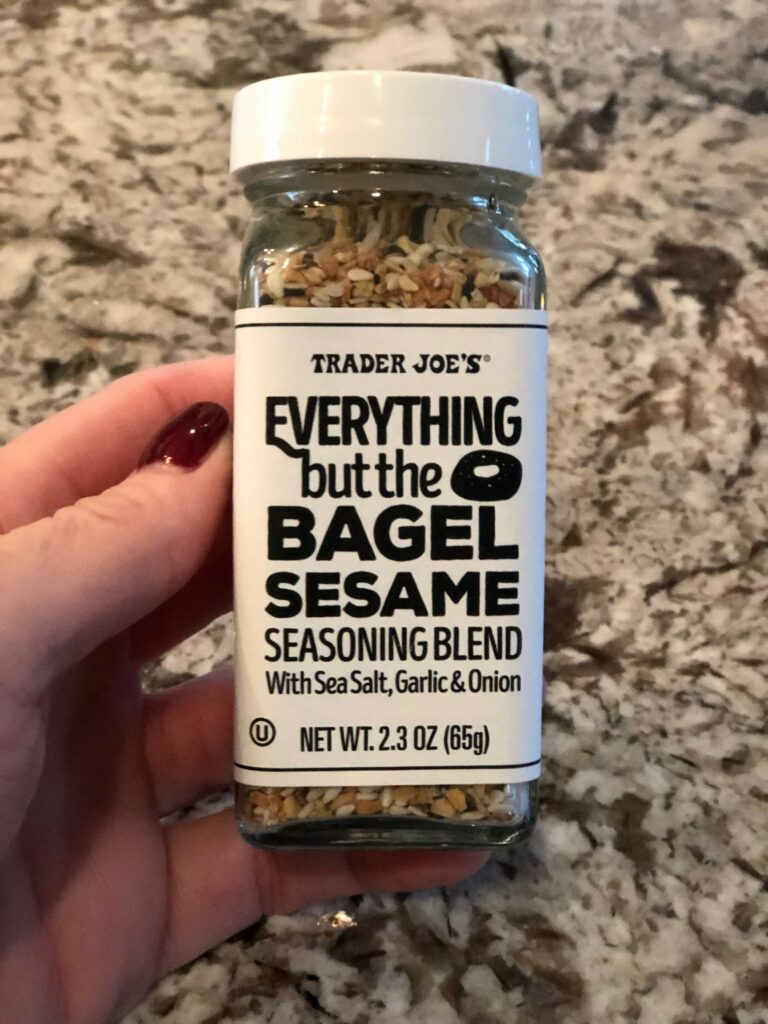 TRADER JOE'S®
EVERYTHING
but the
BAGEL
SESAME
SEASONING BLEND
With Sea Salt, Garlic & Onion
U NET WT. 2.3 OZ (65g)